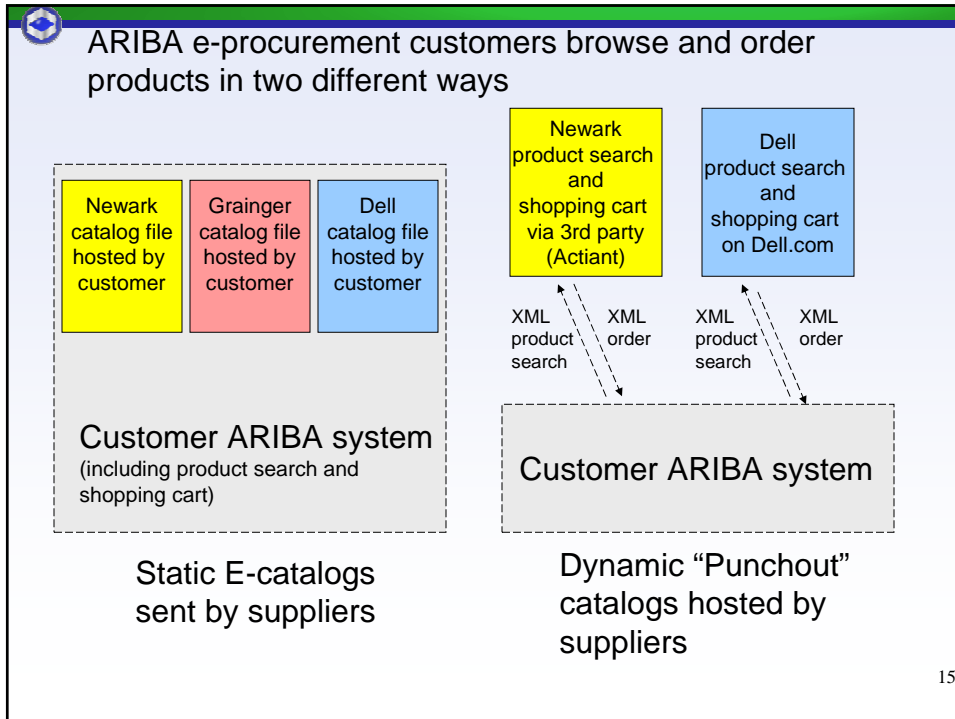 ARIBA e-procurement customers browse and order
products in two different ways
Newark
catalog file
hosted by
customer
Grainger
catalog file
hosted by
customer
Dell
catalog file
hosted by
customer
Customer ARIBA system
(including product search and
shopping cart)
Static E-catalogs
sent by suppliers
Newark
product search
and
shopping cart
via 3rd party
(Actiant)
Dell
product search
and
shopping cart
on Dell.com
XML
product
search
XML
order
XML
product
search
XML
order
Customer ARIBA system
Dynamic “Punchout”
catalogs hosted by
suppliers
15